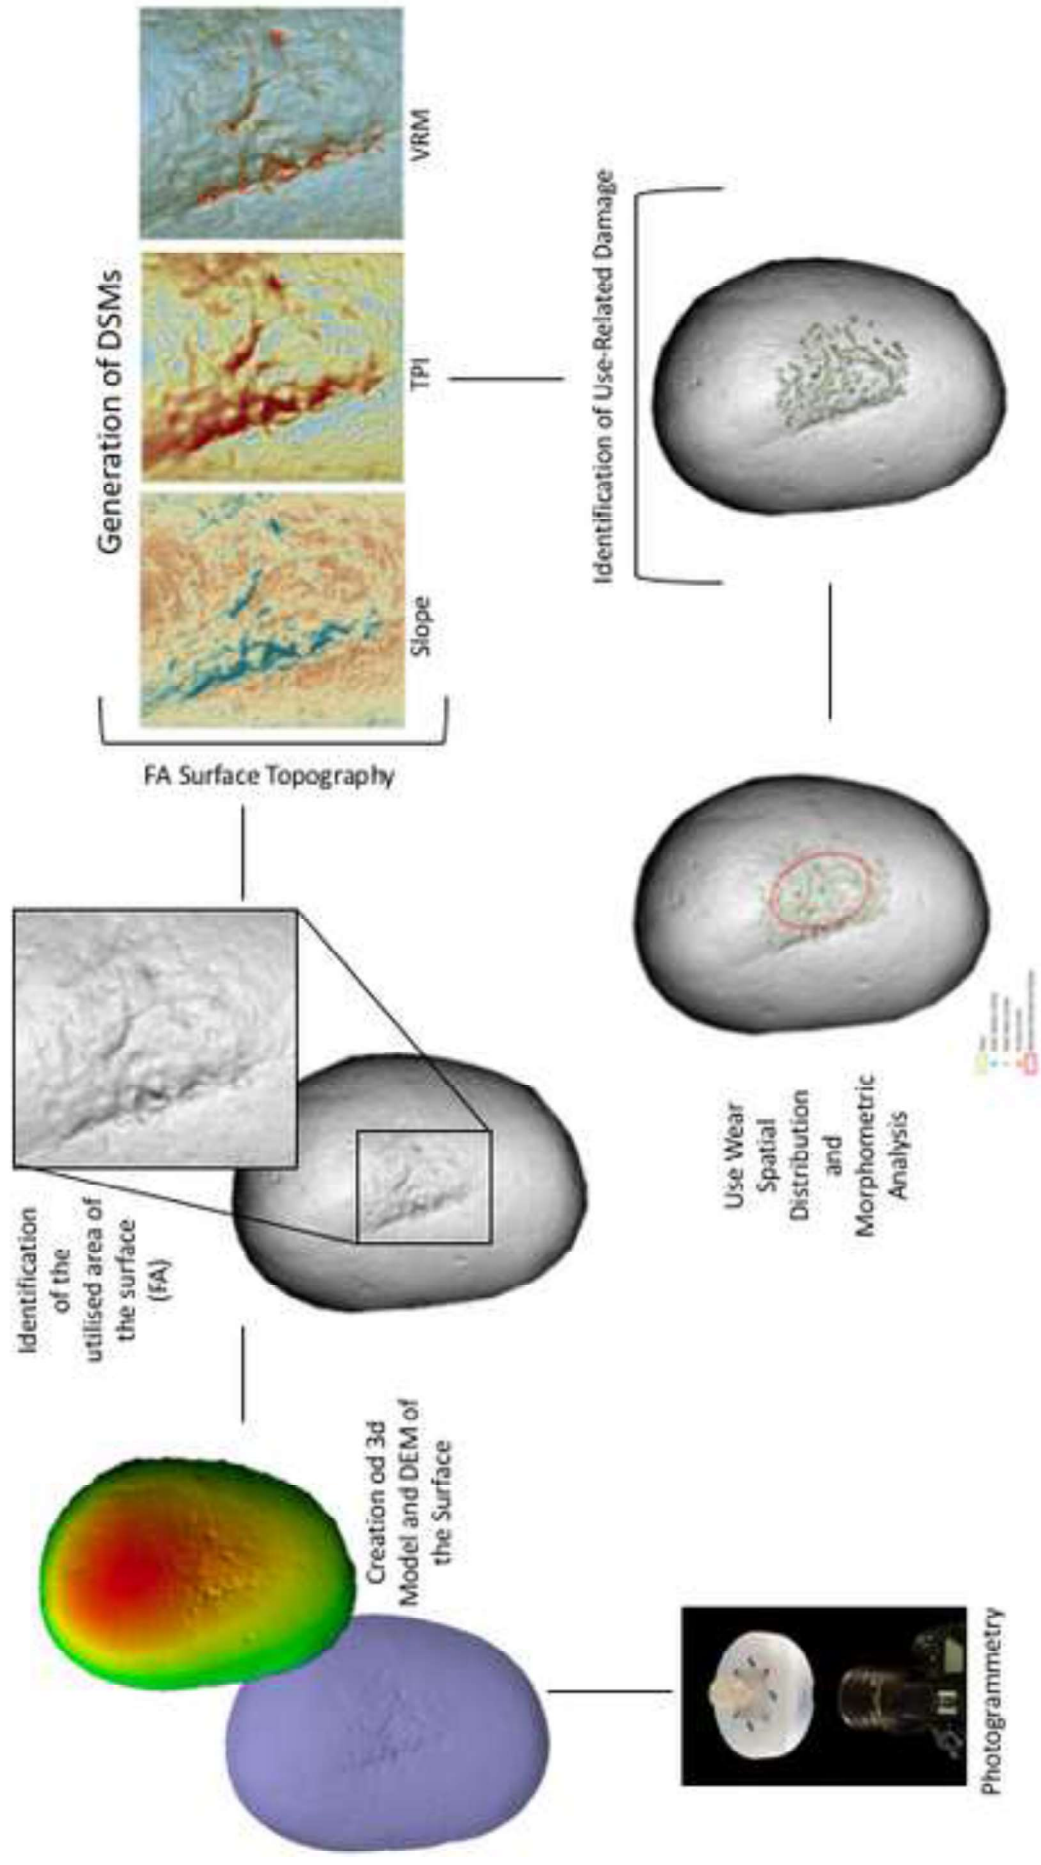 Photogrammetry
Creation od 3d
Model and DEM of
the Surface
Identification
of the
utilised area of
the surface
(FA)
FA Surface Topography
Generation of DSMs
Slope
TPI
VRM
Identification of Use-Related Damage
Use Wear
Spatial
Distribution
and
Morphometric
Analysis